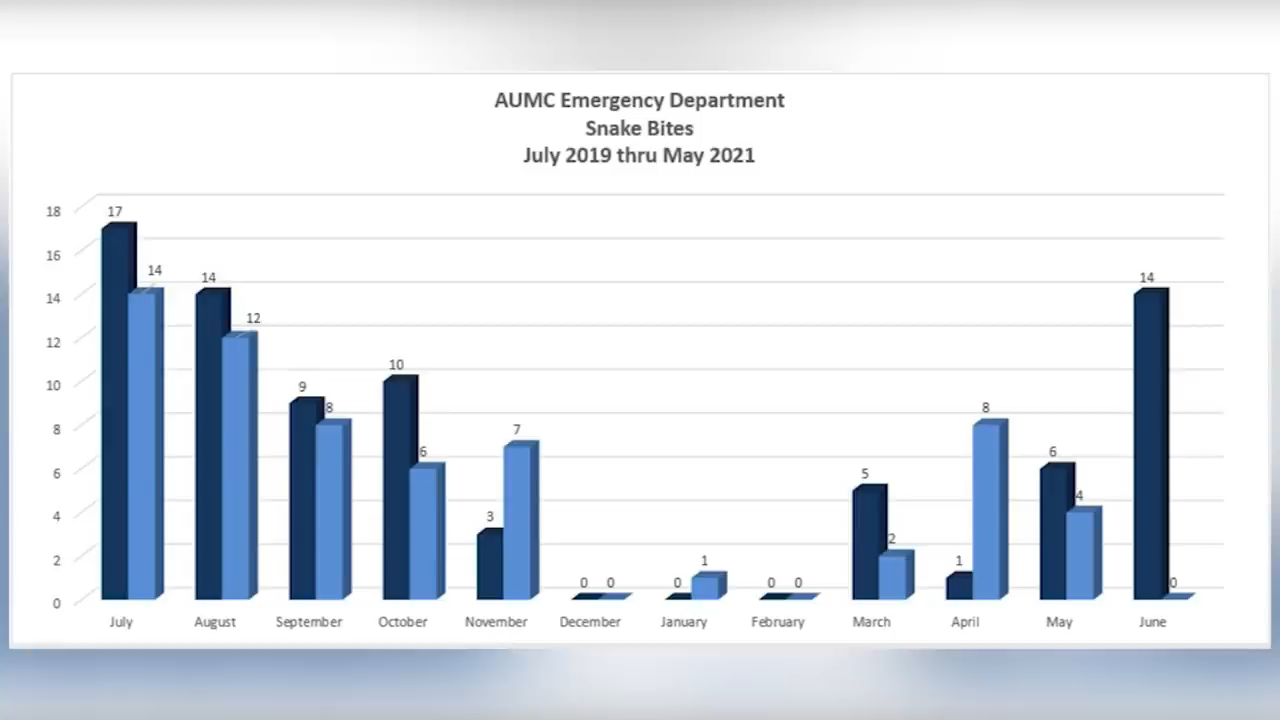 AUMC Emergency Department
Snake Bites
July 2019 thru May 2021
18
16
14
12
10
8
6
4
2
0
17
14
14
12
9
8
10
6
3
7
0
0
0
1
0
0
5
2
1
8
6
4
14
0
July
August
September
October
November
December
January
February
March
April
May
June